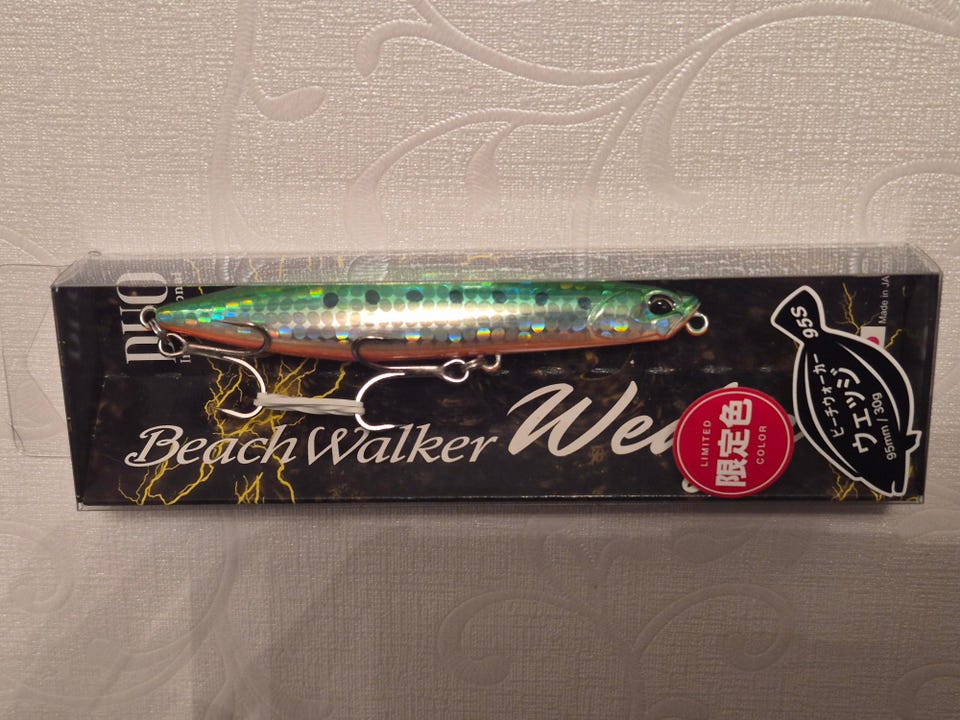 DUO
Beach Walker
LIMITED
限定色
COLOR
95S
ビーチウォーカー
ウェッジ
95mm / 30g
Made in JA